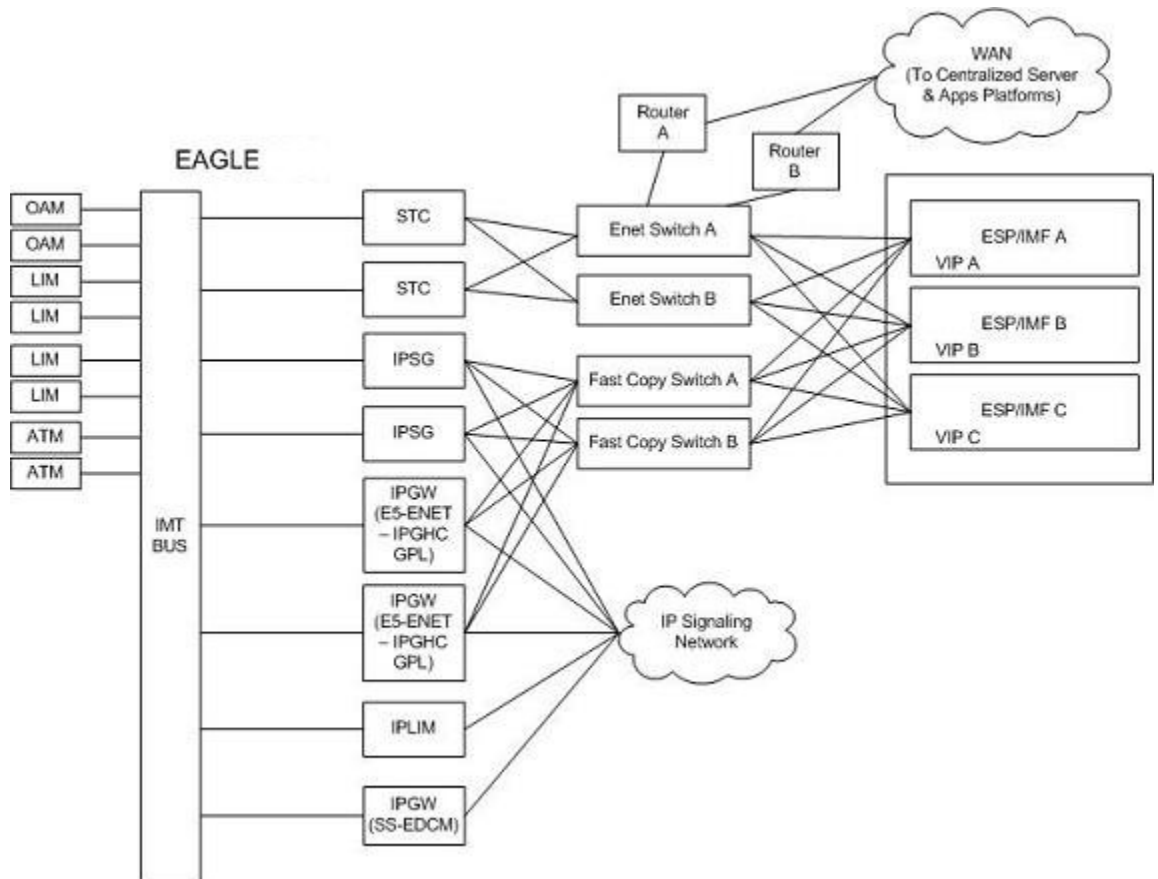 WAN
(To Centralized Server
& Apps Platforms)
Router
A
Router
B
EAGLE
OAM
OAM
LIM
LIM
LIM
LIM
ATM
ATM
IMT
BUS
STC
STC
IPSG
IPSG
IPGW
(E5-ENET
– IPGHC
GPL)
IPGW
(E5-ENET
– IPGHC
GPL)
IPLIM
IPGW
(SS-EDCM)
Enet Switch A
Enet Switch B
Fast Copy Switch A
Fast Copy Switch B
IP Signaling
Network
ESP/IMF A
VIP A
ESP/IMF B
VIP B
ESP/IMF C
VIP C